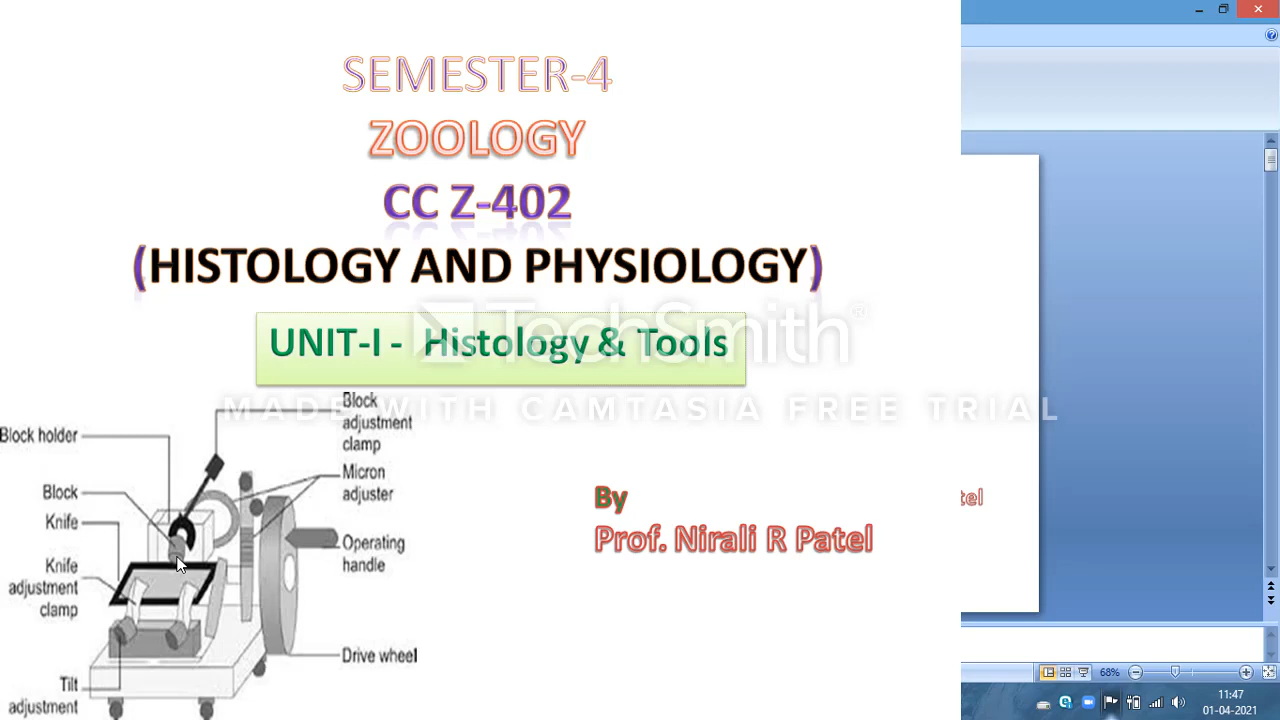 SEMESTER-4
ZOOLOGY
CC Z-402
(HISTOLOGY AND PHYSIOLOGY)
UNIT-I - Histology & Tools
TechSmith®
MADE WITH CAMTASIA FREE TRIAL
Block
adjustment
clamp
Block holder
Micron
adjuster
Block
Knife
Operating
handle
Knife
adjustment
clamp
Drive wheel
Tilt
adjustment
By
Prof. Nirali R Patel
tel
68%
11:47
01-04-2021